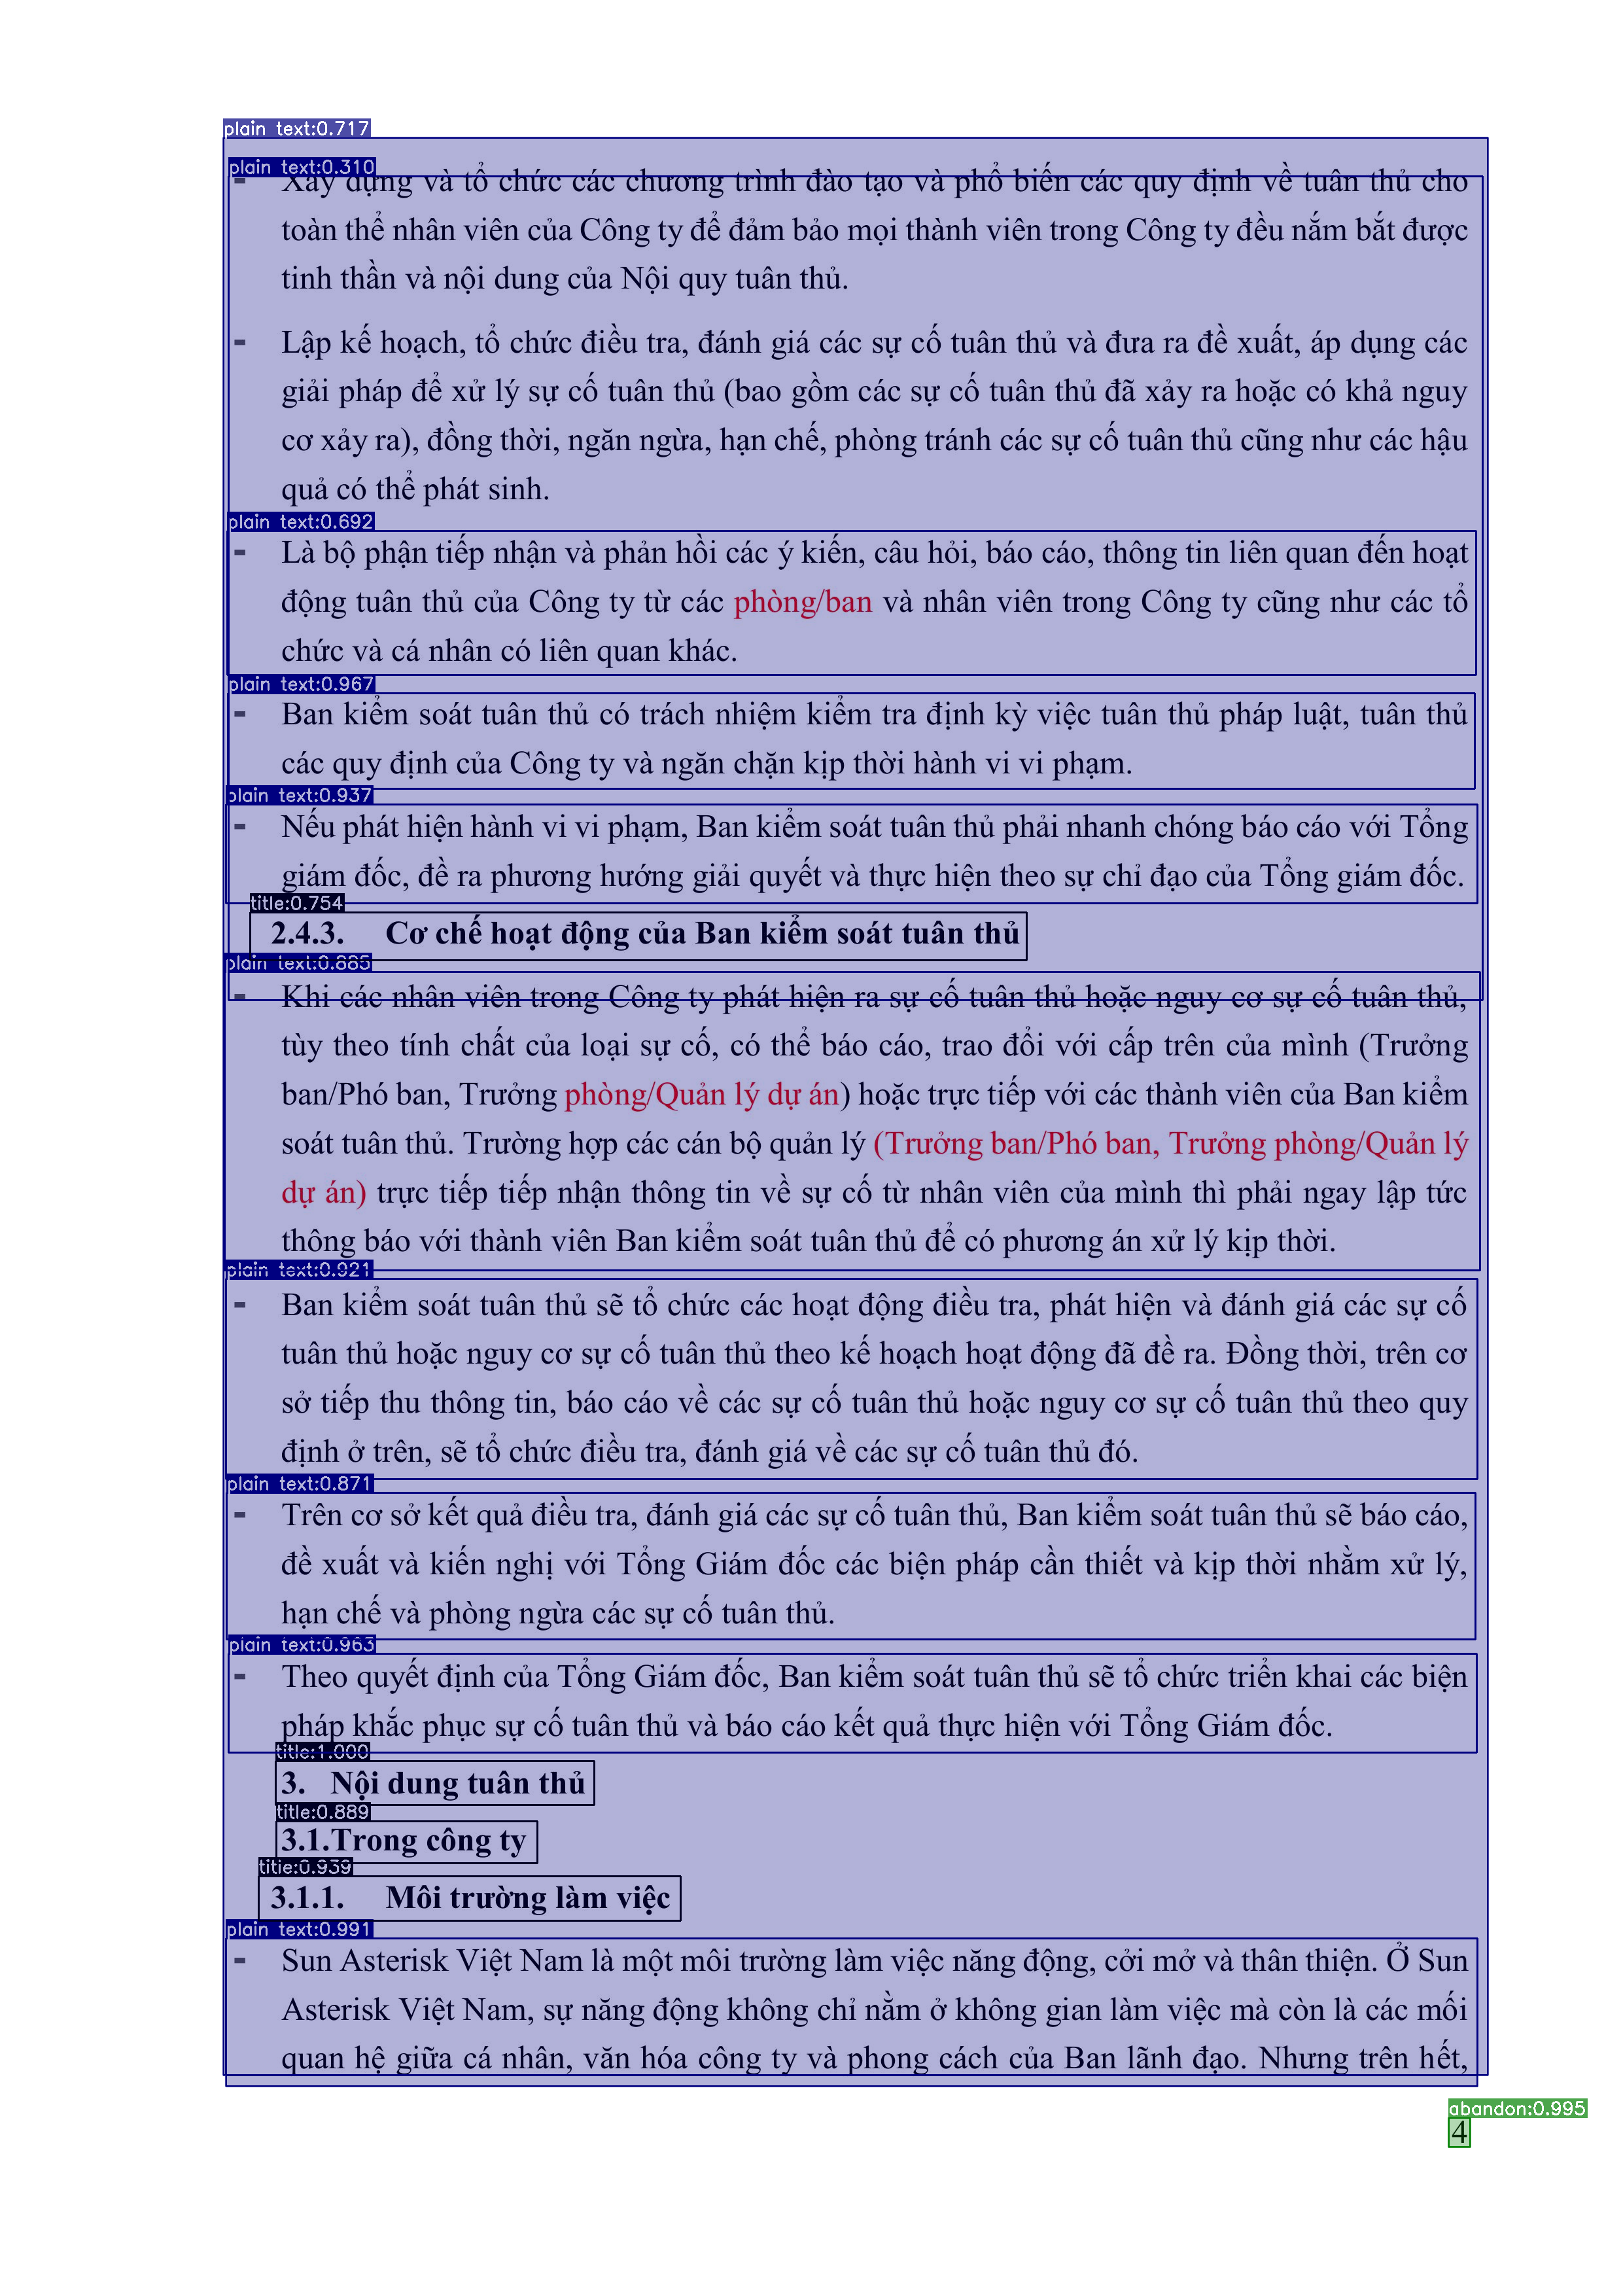 plain text:0.717
plain text:0.310
- Xây dựng và tổ chức các chương trình đào tạo và phổ biến các quy định về tuân thủ cho
toàn thể nhân viên của Công ty để đảm bảo mọi thành viên trong Công ty đều nắm bắt được
tinh thần và nội dung của Nội quy tuân thủ.
- Lập kế hoạch, tổ chức điều tra, đánh giá các sự cố tuân thủ và đưa ra đề xuất, áp dụng các
giải pháp để xử lý sự cố tuân thủ (bao gồm các sự cố tuân thủ đã xảy ra hoặc có khả nguy
cơ xảy ra), đồng thời, ngăn ngừa, hạn chế, phòng tránh các sự cố tuân thủ cũng như các hậu
quả có thể phát sinh.
plain text:0.692
- Là bộ phận tiếp nhận và phản hồi các ý kiến, câu hỏi, báo cáo, thông tin liên quan đến hoạt
động tuân thủ của Công ty từ các phòng/ban và nhân viên trong Công ty cũng như các tổ
chức và cá nhân có liên quan khác.
plain text:0.967
- Ban kiểm soát tuân thủ có trách nhiệm kiểm tra định kỳ việc tuân thủ pháp luật, tuân thủ
các quy định của Công ty và ngăn chặn kịp thời hành vi vi phạm.
plain text:0.937
- Nếu phát hiện hành vi vi phạm, Ban kiểm soát tuân thủ phải nhanh chóng báo cáo với Tổng
giám đốc, đề ra phương hướng giải quyết và thực hiện theo sự chỉ đạo của Tổng giám đốc.
title:0.754
2.4.3. Cơ chế hoạt động của Ban kiểm soát tuân thủ
plain text:0.885
- Khi các nhân viên trong Công ty phát hiện ra sự cố tuân thủ hoặc nguy cơ sự cố tuân thủ,
tùy theo tính chất của loại sự cố, có thể báo cáo, trao đổi với cấp trên của mình (Trưởng
ban/Phó ban, Trưởng phòng/Quản lý dự án) hoặc trực tiếp với các thành viên của Ban kiểm
soát tuân thủ. Trường hợp các cán bộ quản lý (Trưởng ban/Phó ban, Trưởng phòng/Quản lý
dự án) trực tiếp tiếp nhận thông tin về sự cố từ nhân viên của mình thì phải ngay lập tức
thông báo với thành viên Ban kiểm soát tuân thủ để có phương án xử lý kịp thời.
plain text:0.921
- Ban kiểm soát tuân thủ sẽ tổ chức các hoạt động điều tra, phát hiện và đánh giá các sự cố
tuân thủ hoặc nguy cơ sự cố tuân thủ theo kế hoạch hoạt động đã đề ra. Đồng thời, trên cơ
sở tiếp thu thông tin, báo cáo về các sự cố tuân thủ hoặc nguy cơ sự cố tuân thủ theo quy
định ở trên, sẽ tổ chức điều tra, đánh giá về các sự cố tuân thủ đó.
plain text:0.871
- Trên cơ sở kết quả điều tra, đánh giá các sự cố tuân thủ, Ban kiểm soát tuân thủ sẽ báo cáo,
đề xuất và kiến nghị với Tổng Giám đốc các biện pháp cần thiết và kịp thời nhằm xử lý,
hạn chế và phòng ngừa các sự cố tuân thủ.
plain text:0.963
- Theo quyết định của Tổng Giám đốc, Ban kiểm soát tuân thủ sẽ tổ chức triển khai các biện
pháp khắc phục sự cố tuân thủ và báo cáo kết quả thực hiện với Tổng Giám đốc.
title:1.000
3. Nội dung tuân thủ
title:0.889
3.1.Trong công ty
title:0.939
3.1.1. Môi trường làm việc
plain text:0.991
- Sun Asterisk Việt Nam là một môi trường làm việc năng động, cởi mở và thân thiện. Ở Sun
Asterisk Việt Nam, sự năng động không chỉ nằm ở không gian làm việc mà còn là các mối
quan hệ giữa cá nhân, văn hóa công ty và phong cách của Ban lãnh đạo. Nhưng trên hết,
abandon:0.995
4